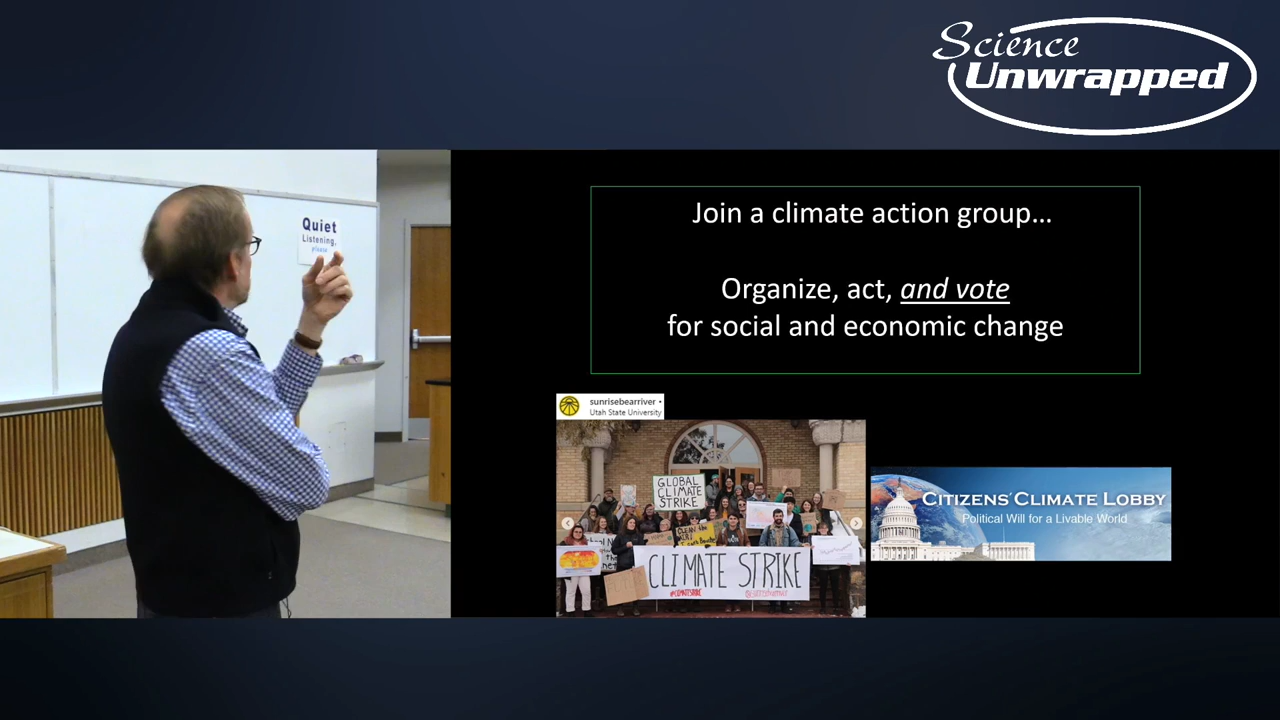 Science
Unwrapped
Quiet
Listening,
please
Join a climate action group...
Organize, act, and vote
for social and economic change
sunrisebearriver •
Utah State University
GLOBAL
CLIMATE
STRIKE
CLIMATE STRIKE
#CLIMATESTRIKE
CITIZENS' CLIMATE LOBBY
Political Will for a Livable World